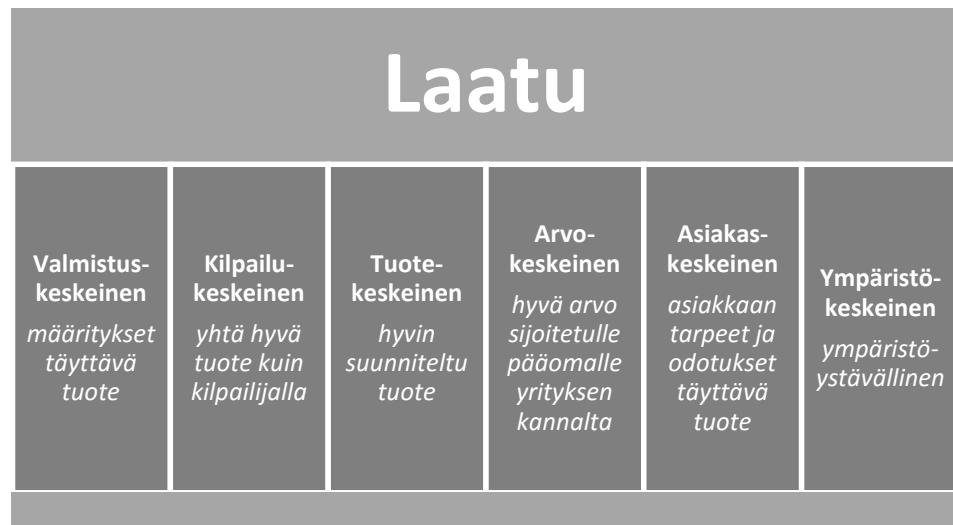 Laatu
Valmistus-
keskeinen
määritykset
täyttävä
tuote
Kilpailu-
keskeinen
yhtä hyvä
tuote kuin
kilpailijalla
Tuote-
keskeinen
hyvin
suunniteltu
tuote
Arvo-
keskeinen
hyvä arvo
sijoitetulle
pääomalle
yrityksen
kannalta
Asiakas-
keskeinen
asiakkaan
tarpeet ja
odotukset
täyttävä
tuote
Ympäristö-
keskeinen
ympäristö-
ystävällinen